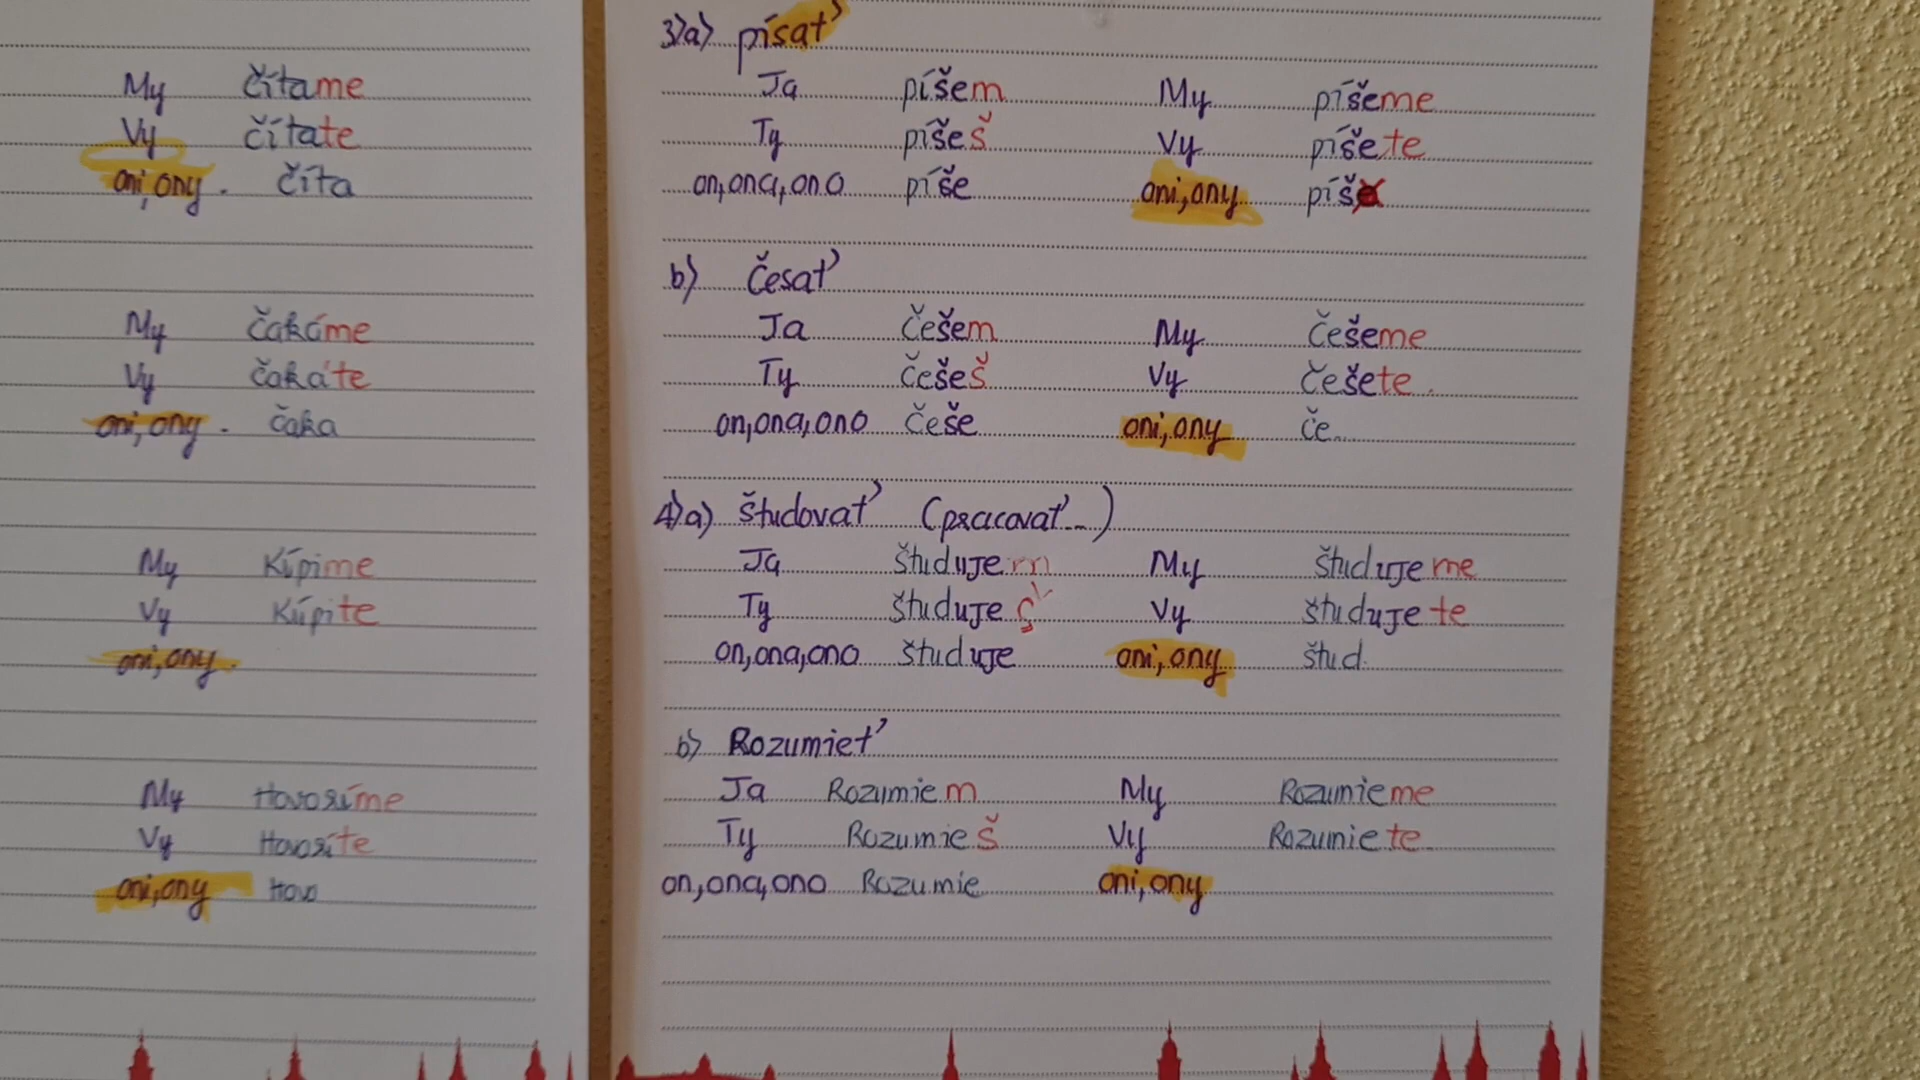 My čítame
Vy čítate
oni, ony. číta
My čakáme
Vy čakáte
oni, ony. čaka
My Kúpime
Vy Kúpite
oni, ony.
My Hovoríme
Vy Hovoríte
oni, ony Hovo
3)a) písať
Ja píšem My píšeme
Ty píšeš Vy píšete
on, ona, ono píše oni, ony píš
b) Česať
Ja Češem My Češeme
Ty Češeš Vy Češete.
on, ona, ono Češe oni, ony če
4)a) študovať (pracovať...)
Ja študujem My študujeme
Ty študuješ Vy študujete
on, ona, ono študuje oni, ony štud
b) Rozumieť
Ja Rozumiem My Rozumieme
Ty Rozumieš Vy Rozumiete
on, ona, ono Rozumie oni, ony